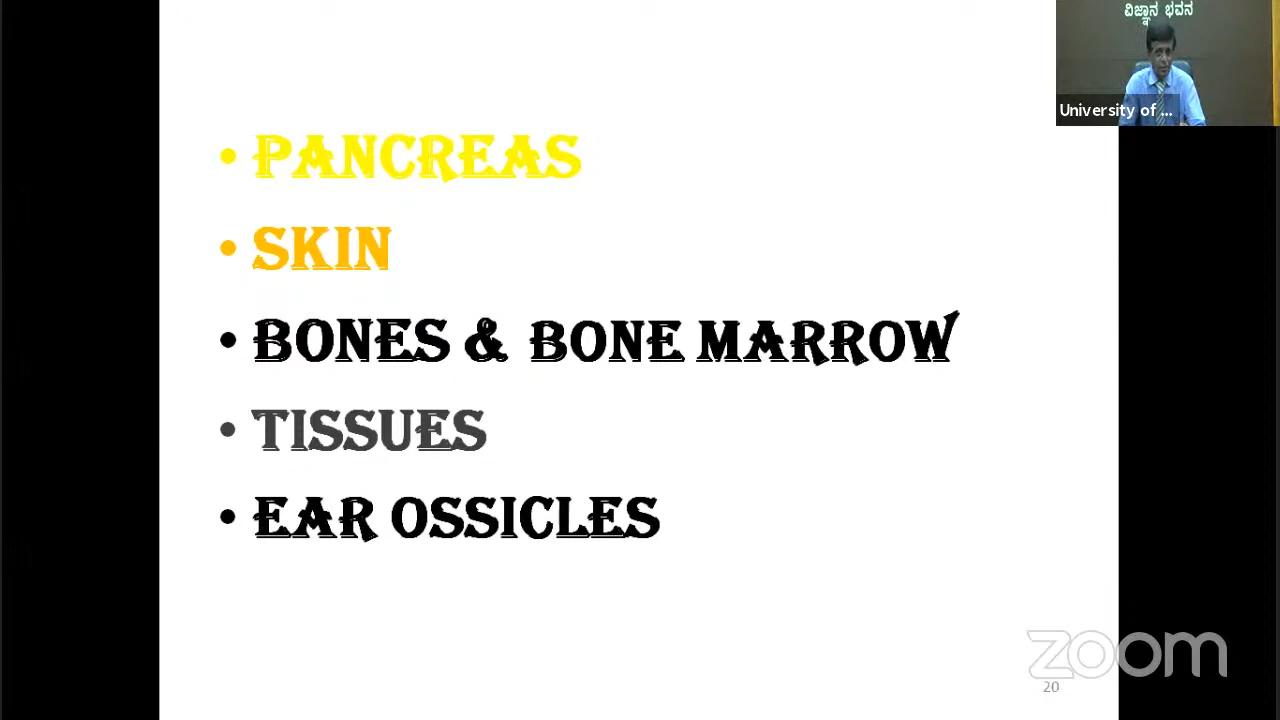 ವಿಜ್ಞಾನ ಭವನ
University of ...
• PANCREAS
• SKIN
• BONES & BONE MARROW
• TISSUES
• EAR OSSICLES
zoom
20